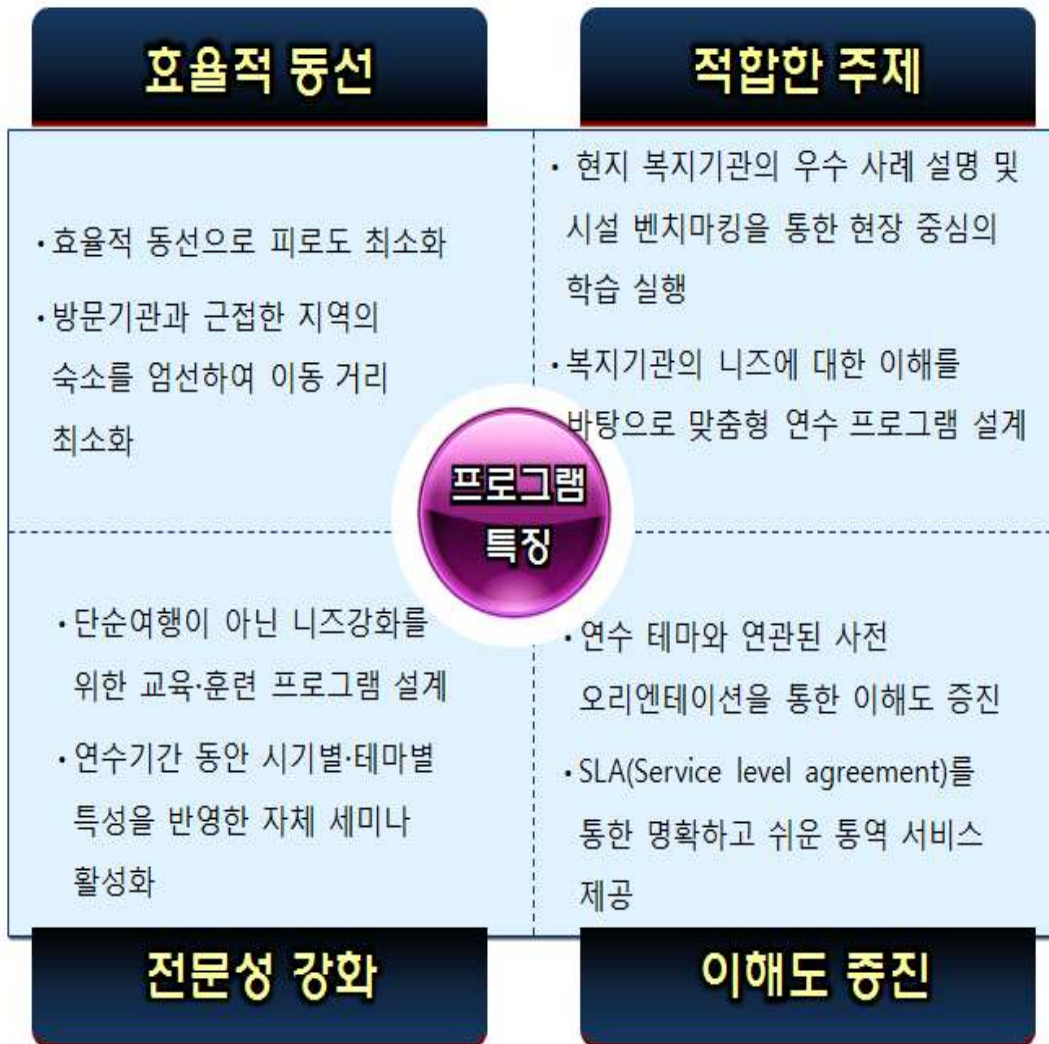 효율적 동선
적합한 주제
• 효율적 동선으로 피로도 최소화
• 방문기관과 근접한 지역의
숙소를 엄선하여 이동 거리
최소화
• 현지 복지기관의 우수 사례 설명 및
시설 벤치마킹을 통한 현장 중심의
학습 실행
• 복지기관의 니즈에 대한 이해를
바탕으로 맞춤형 연수 프로그램 설계
프로그램
특징
• 단순여행이 아닌 니즈강화를
위한 교육·훈련 프로그램 설계
• 연수기간 동안 시기별·테마별
특성을 반영한 자체 세미나
활성화
• 연수 테마와 연관된 사전
오리엔테이션을 통한 이해도 증진
• SLA(Service level agreement)를
통한 명확하고 쉬운 통역 서비스
제공
전문성 강화
이해도 증진